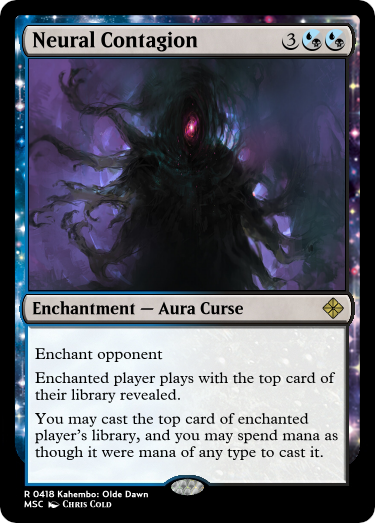 Neural Contagion 3
Enchantment — Aura Curse
Enchant opponent
Enchanted player plays with the top card of
their library revealed.
You may cast the top card of enchanted
player's library, and you may spend mana as
though it were mana of any type to cast it.
R 0418 Kahembo: Olde Dawn
MSC Chris Cold